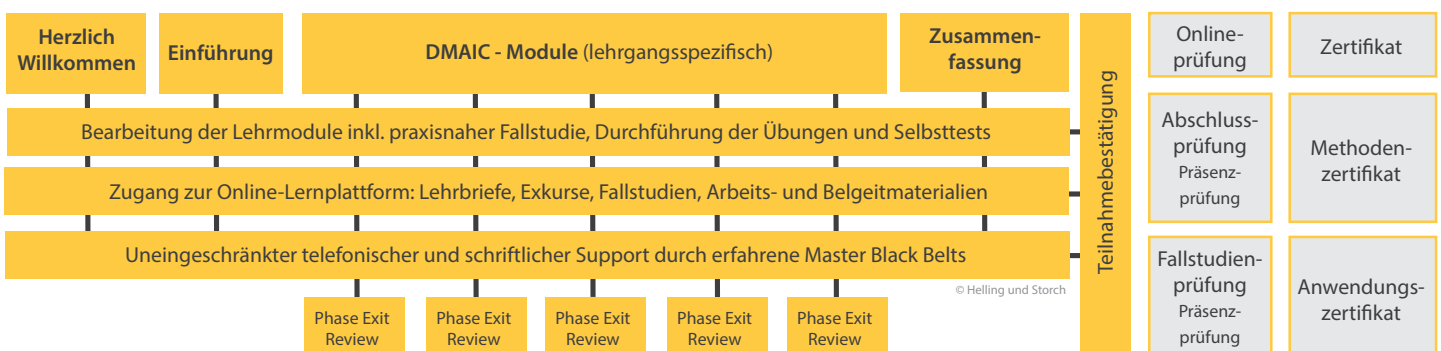 Herzlich
Willkommen
Einführung
DMAIC - Module (lehrgangsspezifisch)
Zusammen-
fassung
Bearbeitung der Lehrmodule inkl. praxisnaher Fallstudie, Durchführung der Übungen und Selbsttests
Zugang zur Online-Lernplattform: Lehrbriefe, Exkurse, Fallstudien, Arbeits- und Belgeitmaterialien
Uneingeschränkter telefonischer und schriftlicher Support durch erfahrene Master Black Belts
© Helling und Storch
Phase Exit
Review
Phase Exit
Review
Phase Exit
Review
Phase Exit
Review
Phase Exit
Review
Teilnahmebestätigung
Online-
prüfung
Zertifikat
Abschluss-
prüfung
Präsenz-
prüfung
Methoden-
zertifikat
Fallstudien-
prüfung
Präsenz-
prüfung
Anwendungs-
zertifikat